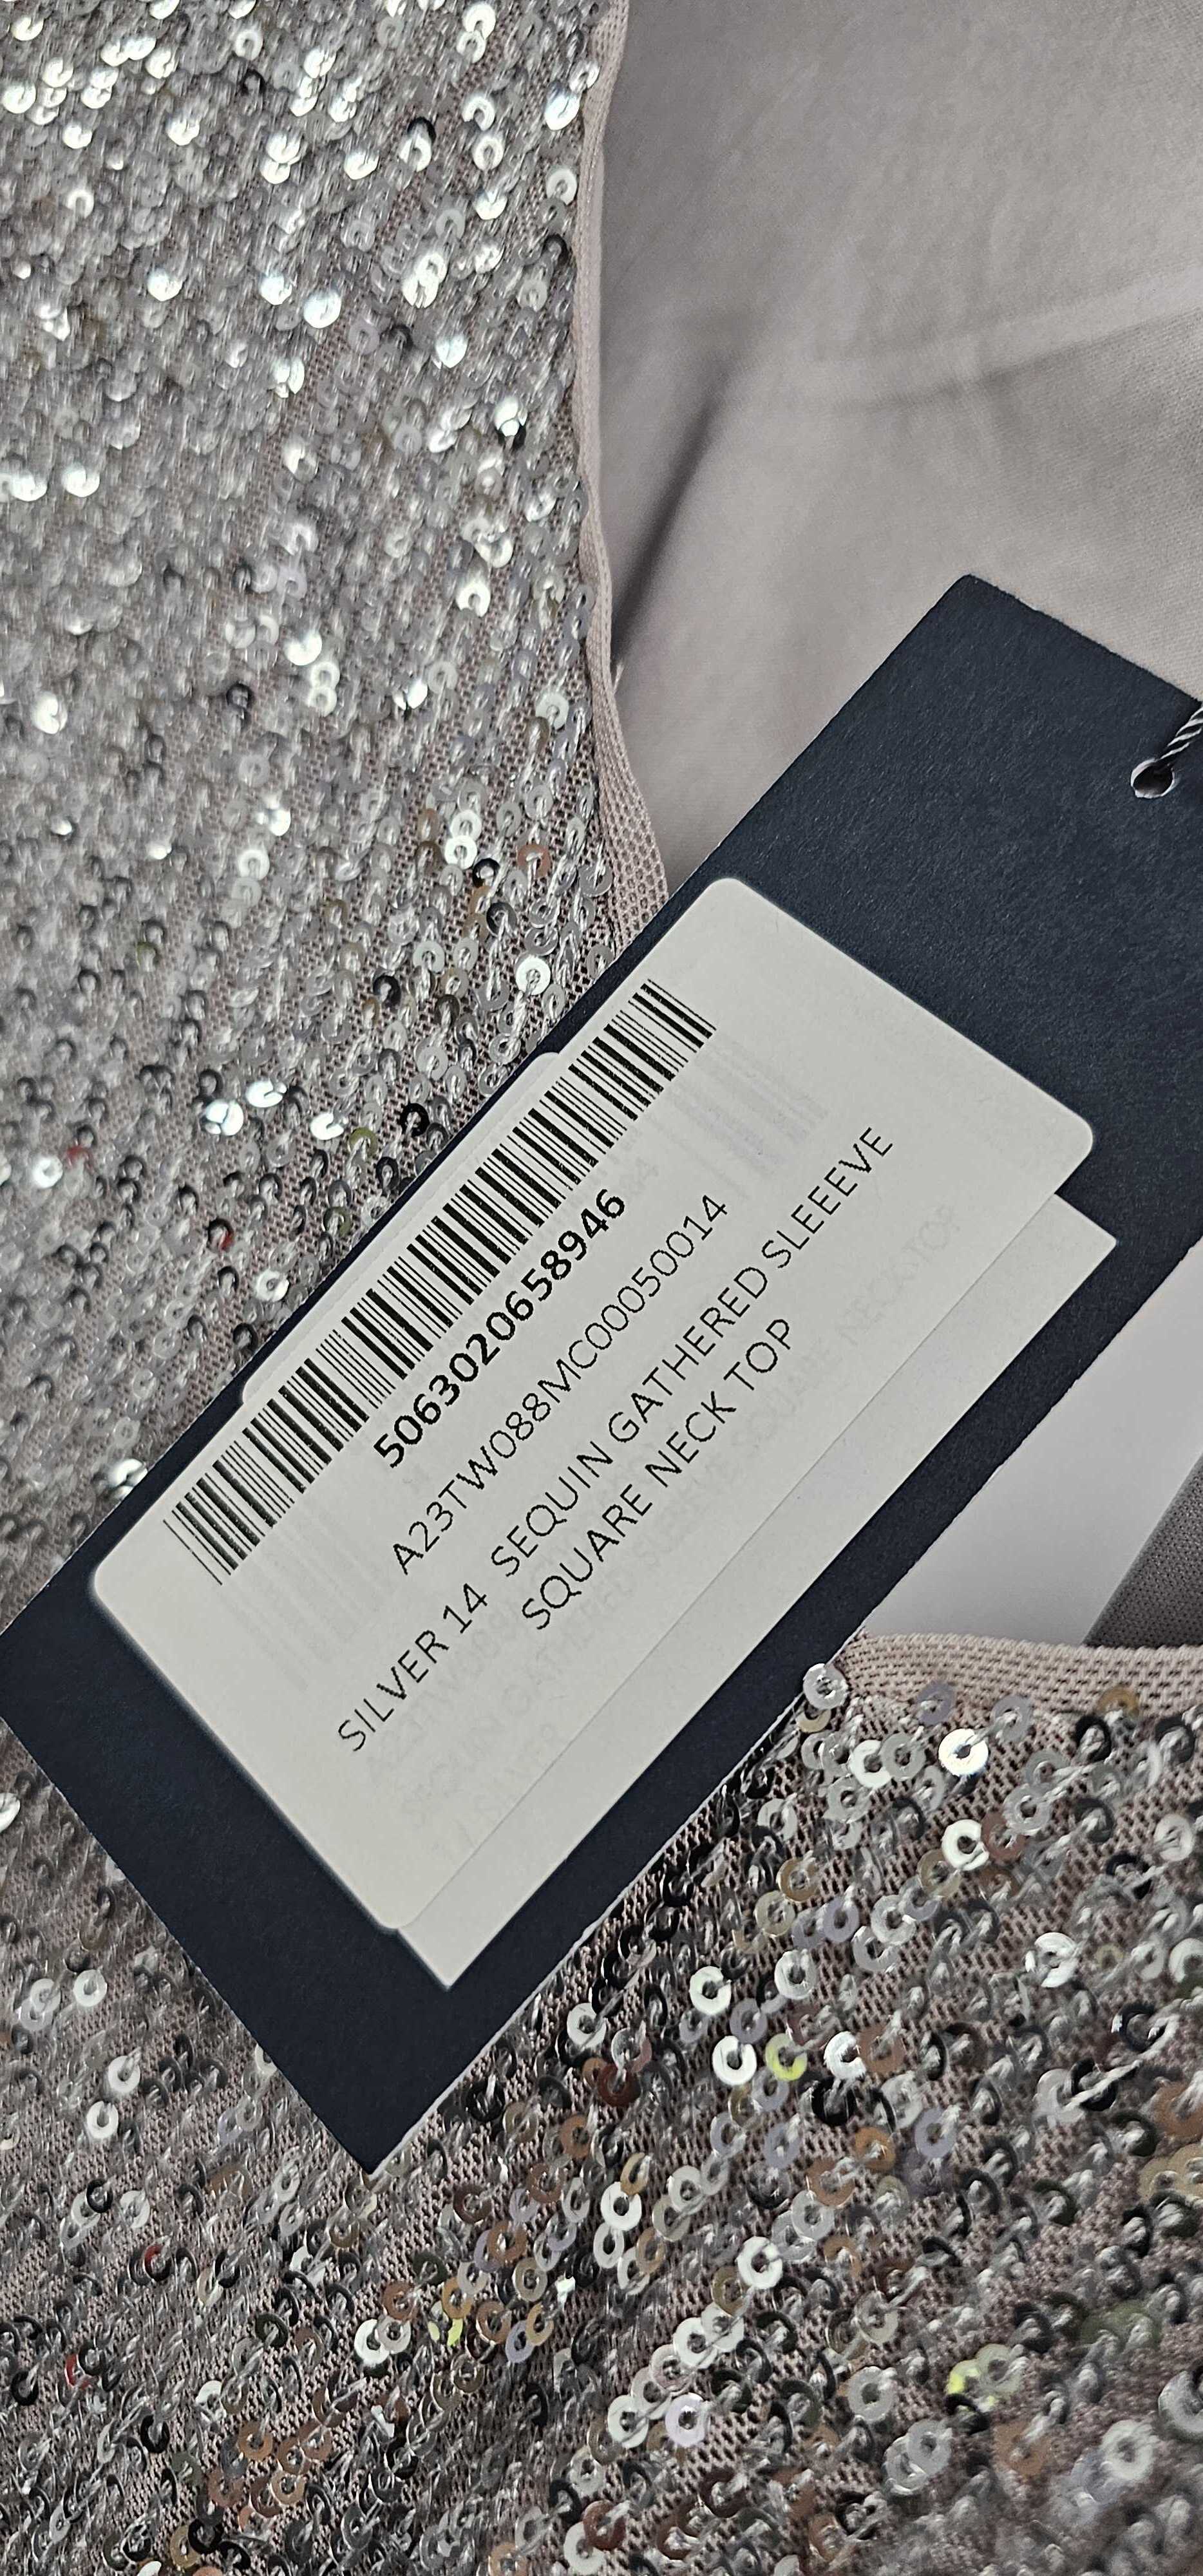 5063020658946
A23TW088MC00050014
SILVER 14 SEQUIN GATHERED SLEEEVE
SQUARE NECK TOP